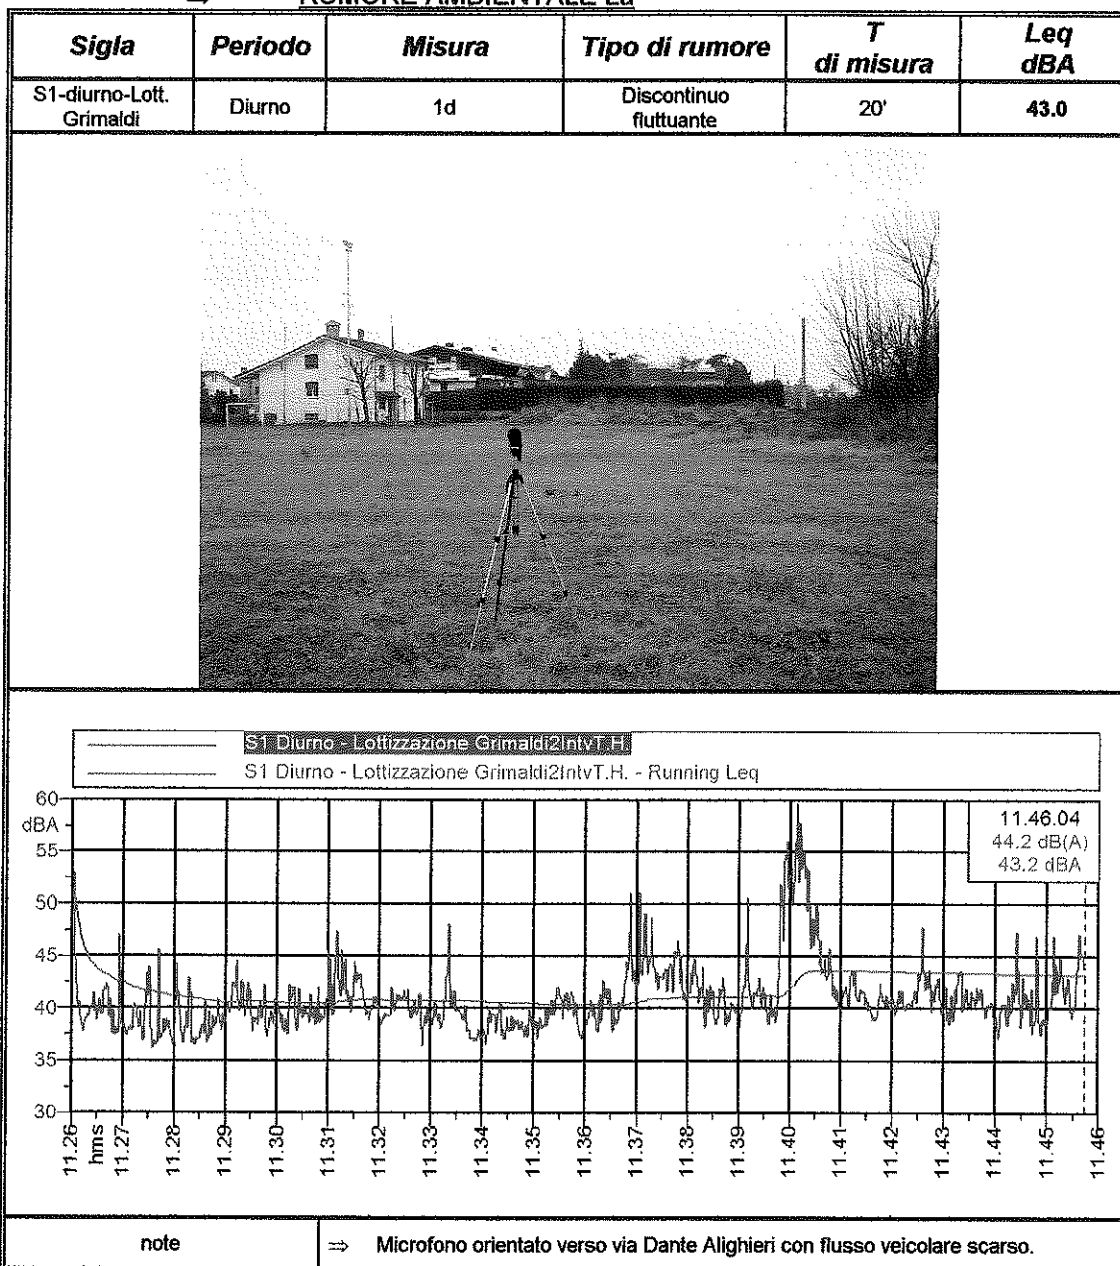 ⇒ RUMORE AMBIENTALE La
Sigla Periodo Misura Tipo di rumore T di misura Leq dBA
S1-diurno-Lott. Grimaldi Diurno 1d Discontinuo fluttuante 20' 43.0
S1 Diurno - Lottizzazione Grimaldi2IntvT.H.
S1 Diurno - Lottizzazione Grimaldi2IntvT.H. - Running Leq
60
dBA
55
50
45
40
35
30
11.46.04
44.2 dB(A)
43.2 dBA
11.26 11.27 11.28 11.29 11.30 11.31 11.33 11.34 11.35 11.36 11.37 11.38 11.39 11.40 11.41 11.42 11.43 11.44 11.45 11.46
hms
note ⇒ Microfono orientato verso via Dante Alighieri con flusso veicolare scarso.